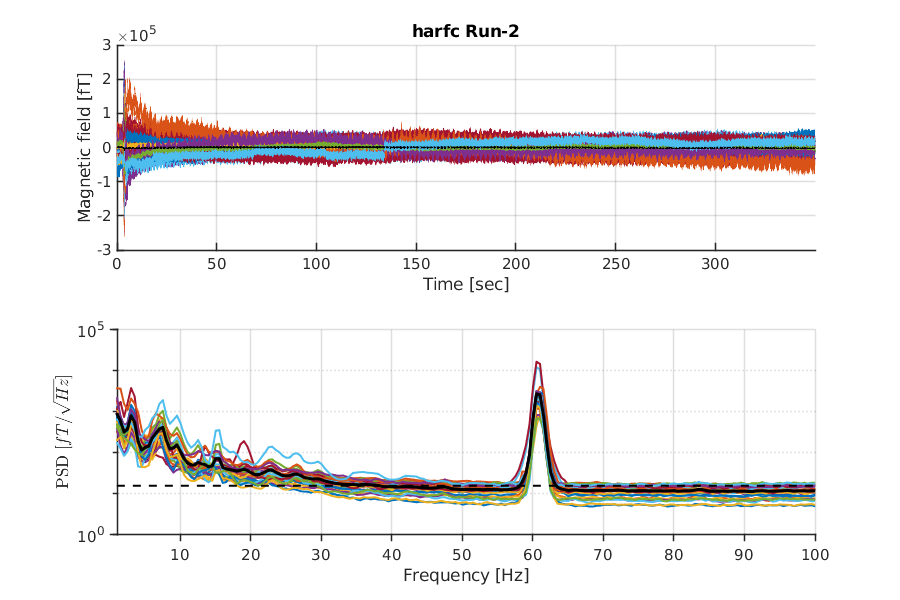 harfc Run-2
×10^5
3
2
1
0
-1
-2
-3
Magnetic field [fT]
0 50 100 150 200 250 300
Time [sec]
10^5
10^0
PSD [fT/√Hz]
10 20 30 40 50 60 70 80 90 100
Frequency [Hz]